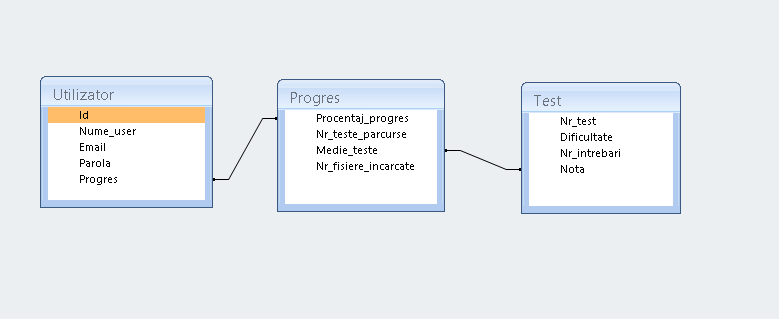 Utilizator
Id
Nume_user
Email
Parola
Progres
Progres
Procentaj_progres
Nr_teste_parcurse
Medie_teste
Nr_fisiere_incarcate
Test
Nr_test
Dificultate
Nr_intrebari
Nota